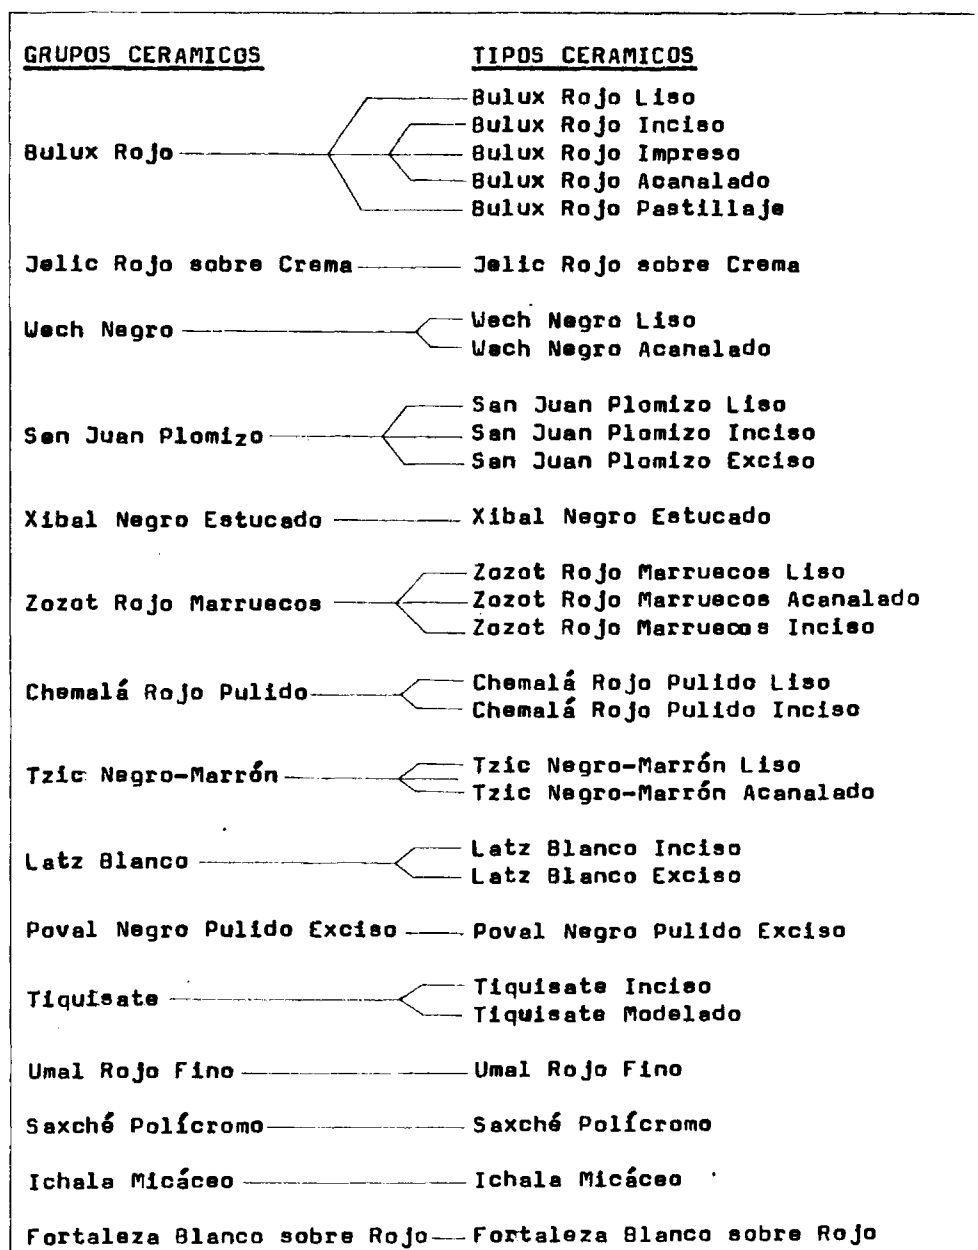 GRUPOS CERAMICOS TIPOS CERAMICOS
Bulux Rojo Liso
Bulux Rojo Inciso
Bulux Rojo Bulux Rojo Impreso
Bulux Rojo Acanalado
Bulux Rojo Pastillaje
Jelic Rojo sobre Crema Jelic Rojo sobre Crema
Wech Negro Liso
Wech Negro
Wech Negro Acanalado
San Juan Plomizo Liso
San Juan Plomizo San Juan Plomizo Inciso
San Juan Plomizo Exciso
Xibal Negro Estucado Xibal Negro Estucado
Zozot Rojo Marruecos Liso
Zozot Rojo Marruecos Zozot Rojo Marruecos Acanalado
Zozot Rojo Marruecos Inciso
Chemalá Rojo Pulido Liso
Chemalá Rojo Pulido
Chemalá Rojo Pulido Inciso
Tzic Negro-Marrón Liso
Tzic Negro-Marrón
Tzic Negro-Marrón Acanalado
Latz Blanco Inciso
Latz Blanco
Latz Blanco Exciso
Poval Negro Pulido Exciso Poval Negro Pulido Exciso
Tiquisate Inciso
Tiquisate
Tiquisate Modelado
Umal Rojo Fino Umal Rojo Fino
Saxché Polícromo Saxché Polícromo
Ichala Micáceo Ichala Micáceo
Fortaleza Blanco sobre Rojo Fortaleza Blanco sobre Rojo